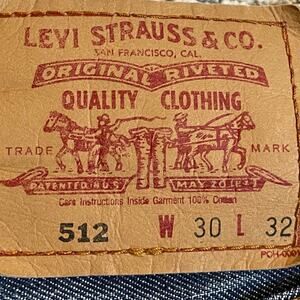 LEVI STRAUSS & CO.
SAN FRANCISCO, CAL.
ORIGINAL RIVETED
QUALITY CLOTHING
TRADE MARK
PATENTED IN U.S. MAY 20 1873
Care Instructions Inside Garment 100% Cotton
512 W 30 L 32